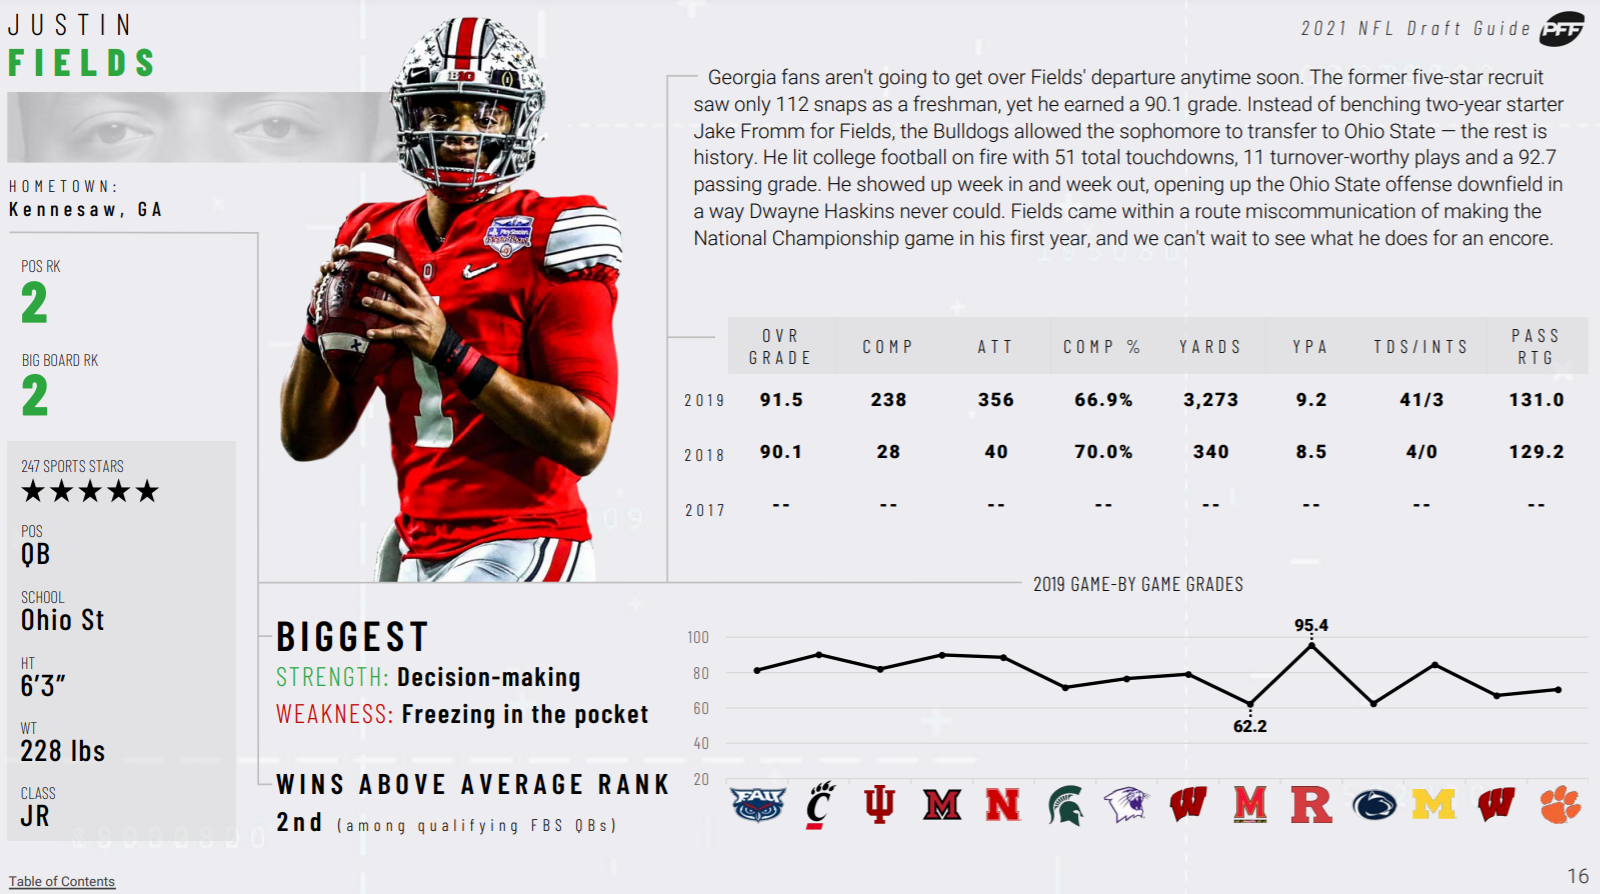 JUSTIN
FIELDS
2021 NFL Draft Guide PFF
HOMETOWN:
Kennesaw, GA
POS RK
2
BIG BOARD RK
2
247 SPORTS STARS
★★★★★
POS
QB
SCHOOL
Ohio St
HT
6'3"
WT
228 lbs
CLASS
JR
Georgia fans aren't going to get over Fields' departure anytime soon. The former five-star recruit
saw only 112 snaps as a freshman, yet he earned a 90.1 grade. Instead of benching two-year starter
Jake Fromm for Fields, the Bulldogs allowed the sophomore to transfer to Ohio State — the rest is
history. He lit college football on fire with 51 total touchdowns, 11 turnover-worthy plays and a 92.7
passing grade. He showed up week in and week out, opening up the Ohio State offense downfield in
a way Dwayne Haskins never could. Fields came within a route miscommunication of making the
National Championship game in his first year, and we can't wait to see what he does for an encore.
OVR GRADE COMP ATT COMP % YARDS YPA TDS/INTS PASS RTG
2019 91.5 238 356 66.9% 3,273 9.2 41/3 131.0
2018 90.1 28 40 70.0% 340 8.5 4/0 129.2
2017 -- -- -- -- -- -- -- --
BIGGEST
STRENGTH: Decision-making
WEAKNESS: Freezing in the pocket
WINS ABOVE AVERAGE RANK
2nd (among qualifying FBS QBs)
2019 GAME-BY GAME GRADES
100
80
60
40
20
95.4
62.2
FAU C IU M N W M R M W
B1G
1
Table of Contents
16